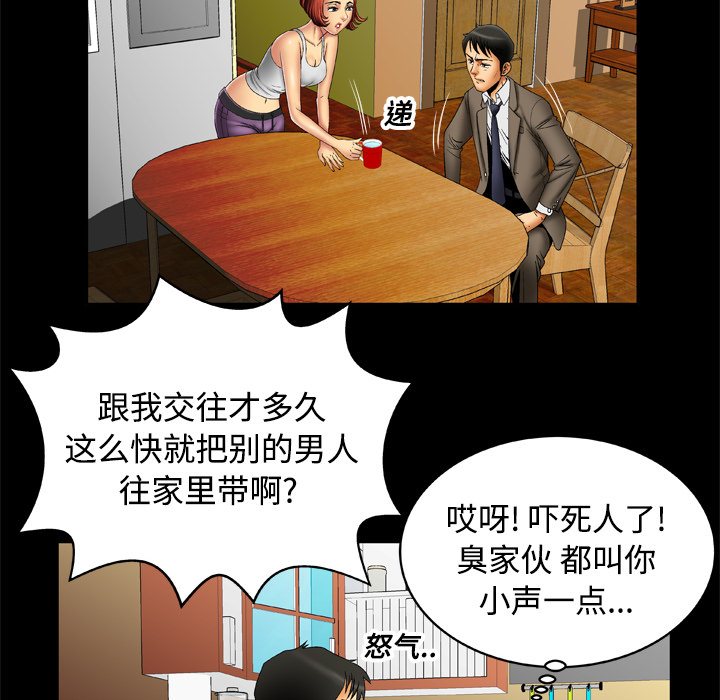 递
跟我交往才多久
这么快就把别的男人
往家里带啊?
哎呀! 吓死人了!
臭家伙 都叫你
小声一点...
怒气..